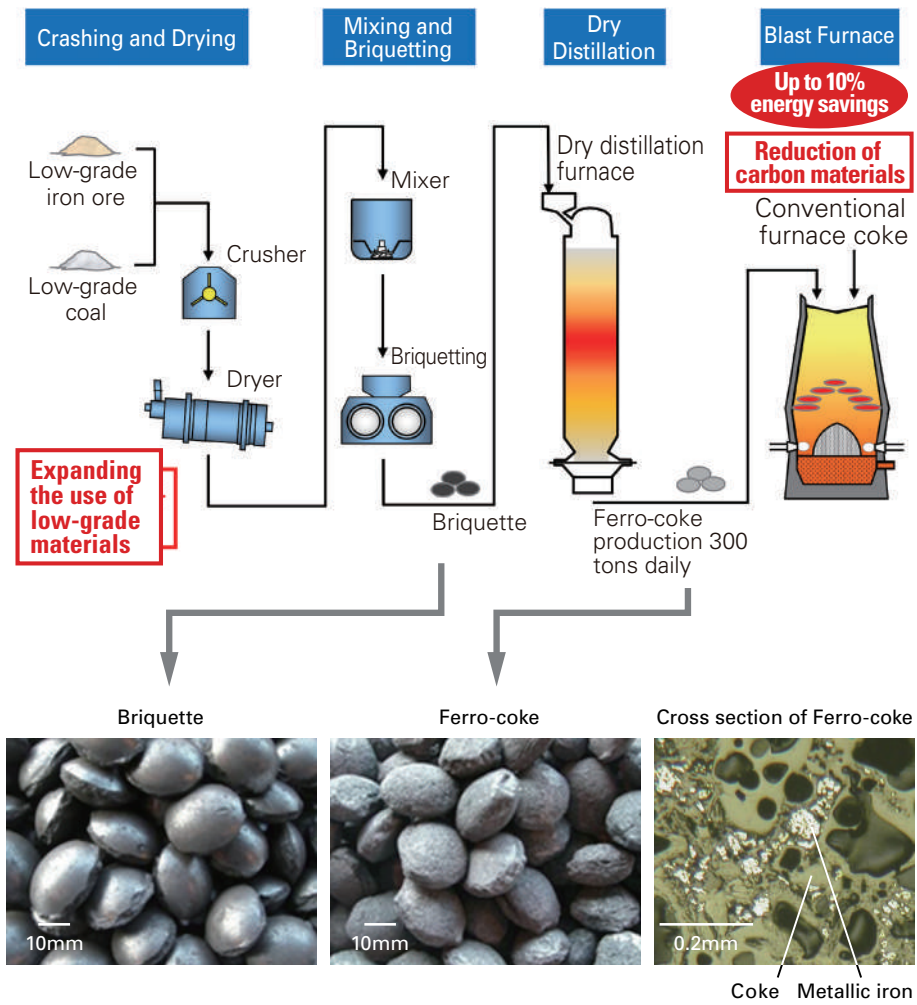 Crashing and Drying
Mixing and
Briquetting
Dry
Distillation
Blast Furnace
Up to 10%
energy savings
Reduction of
carbon materials
Conventional
furnace coke
Low-grade
iron ore
Low-grade
coal
Crusher
Dryer
Mixer
Briquetting
Dry distillation
furnace
Expanding
the use of
low-grade
materials
Briquette
Ferro-coke
production 300
tons daily
Briquette
Ferro-coke
Cross section of Ferro-coke
10mm
10mm
0.2mm
Coke
Metallic iron